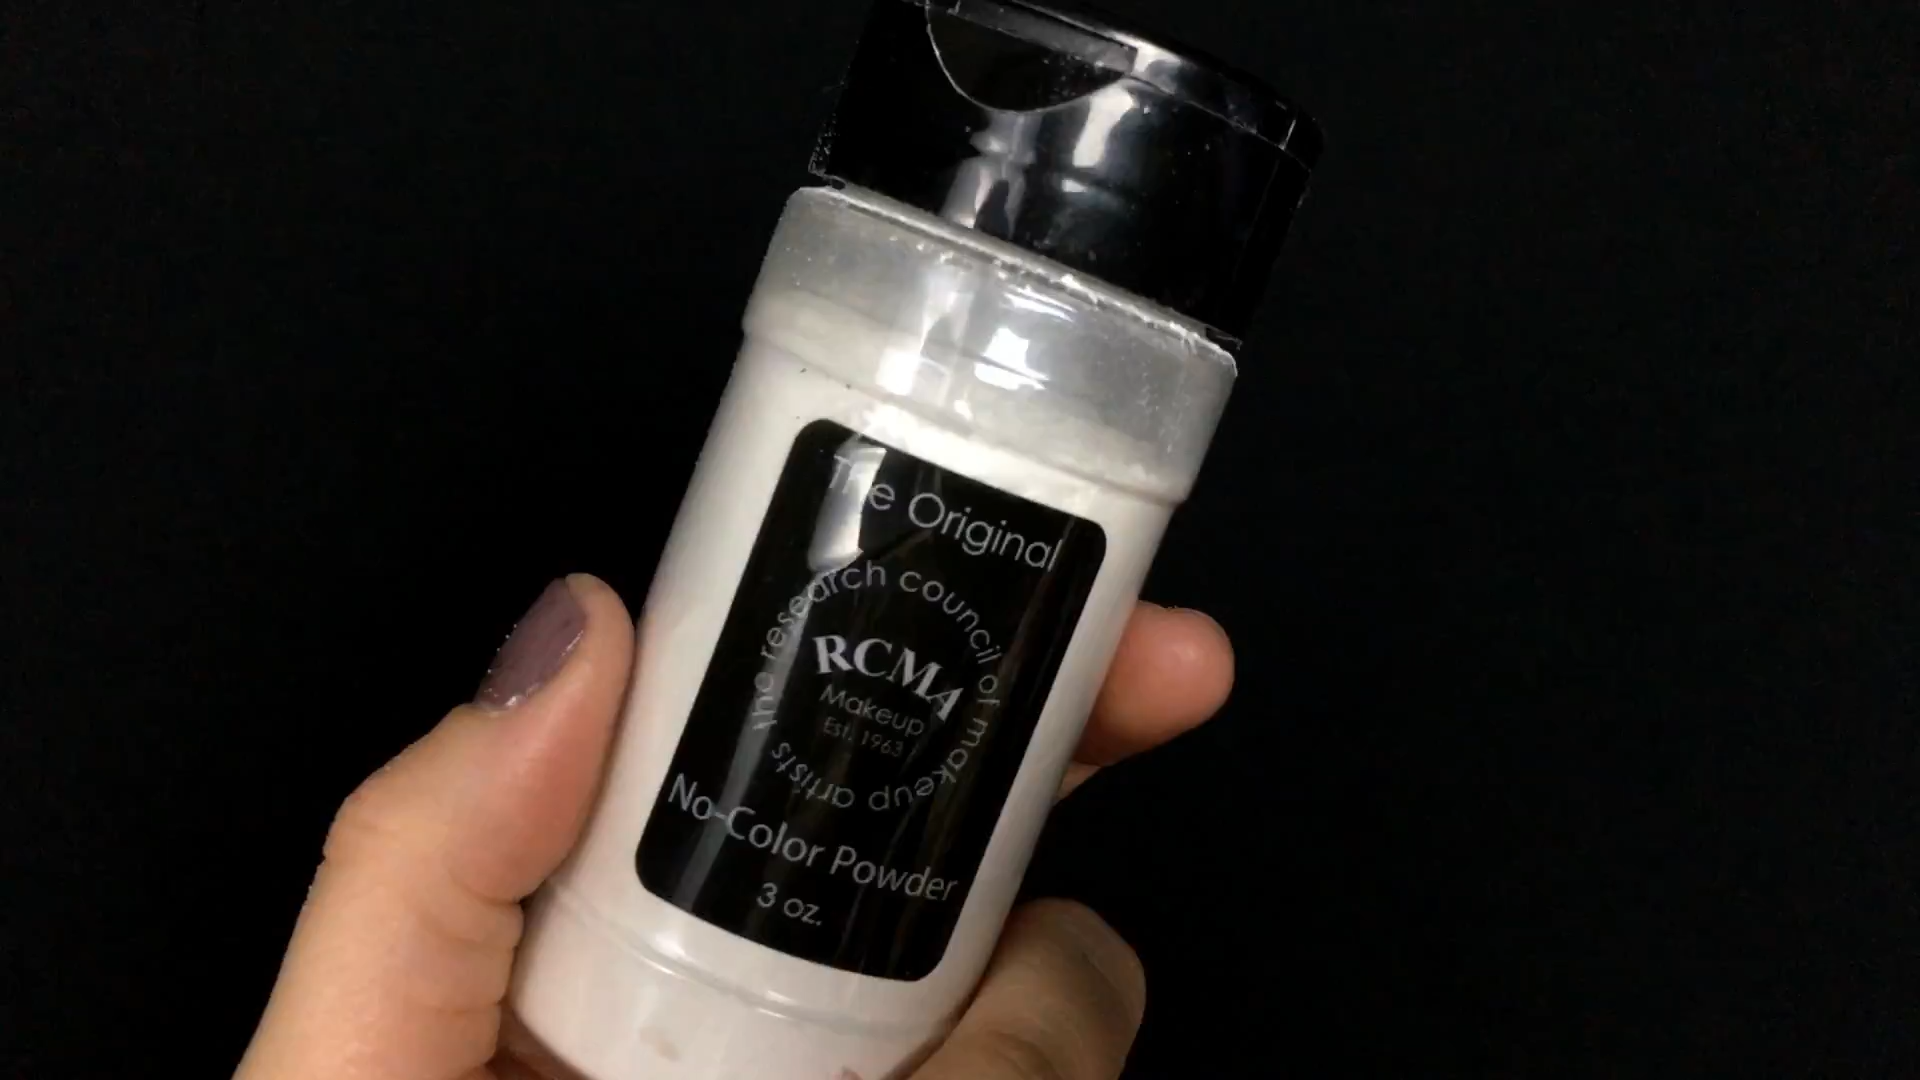 The Original
the research council of makeup artists
RCMA
Makeup
Est. 1963
No-Color Powder
3 oz.